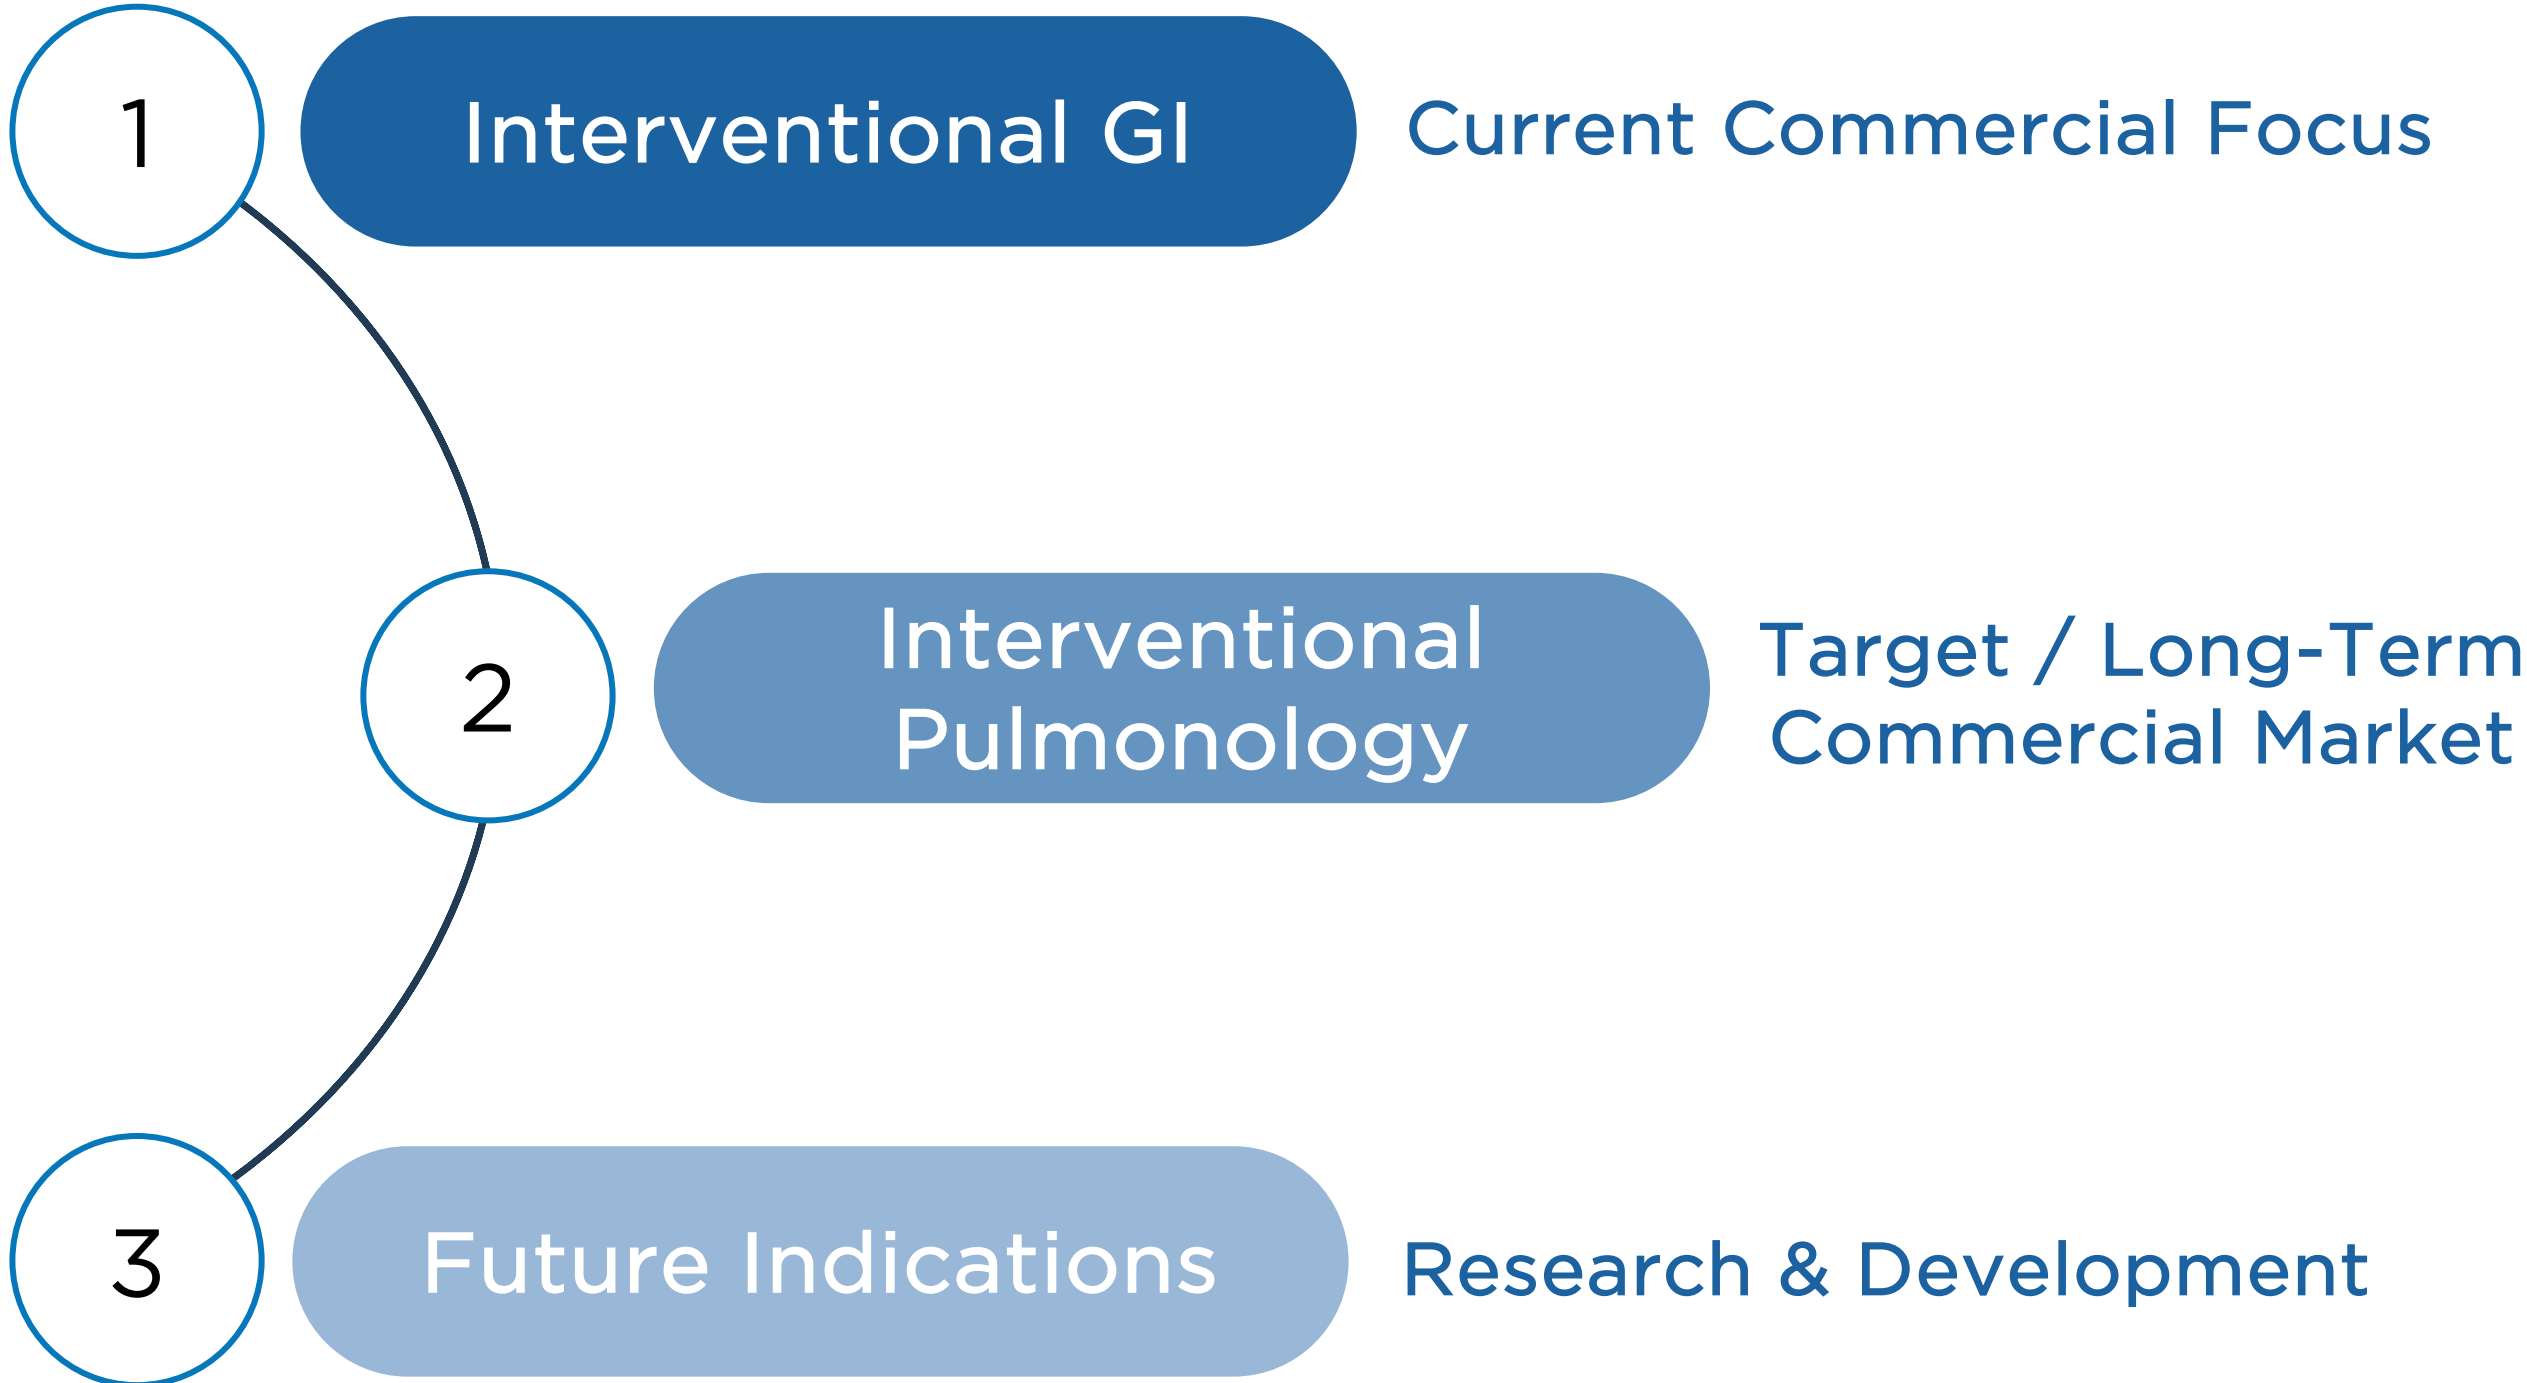 1
Interventional GI
Current Commercial Focus
2
Interventional
Pulmonology
Target / Long-Term
Commercial Market
3
Future Indications
Research & Development